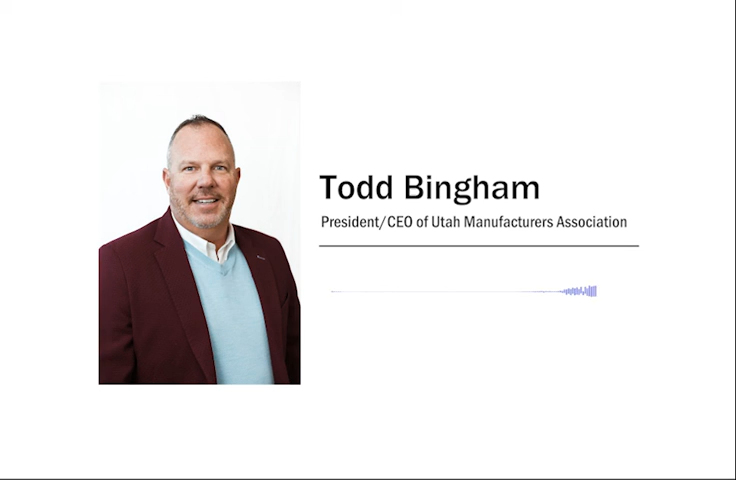 Todd Bingham
President/CEO of Utah Manufacturers Association